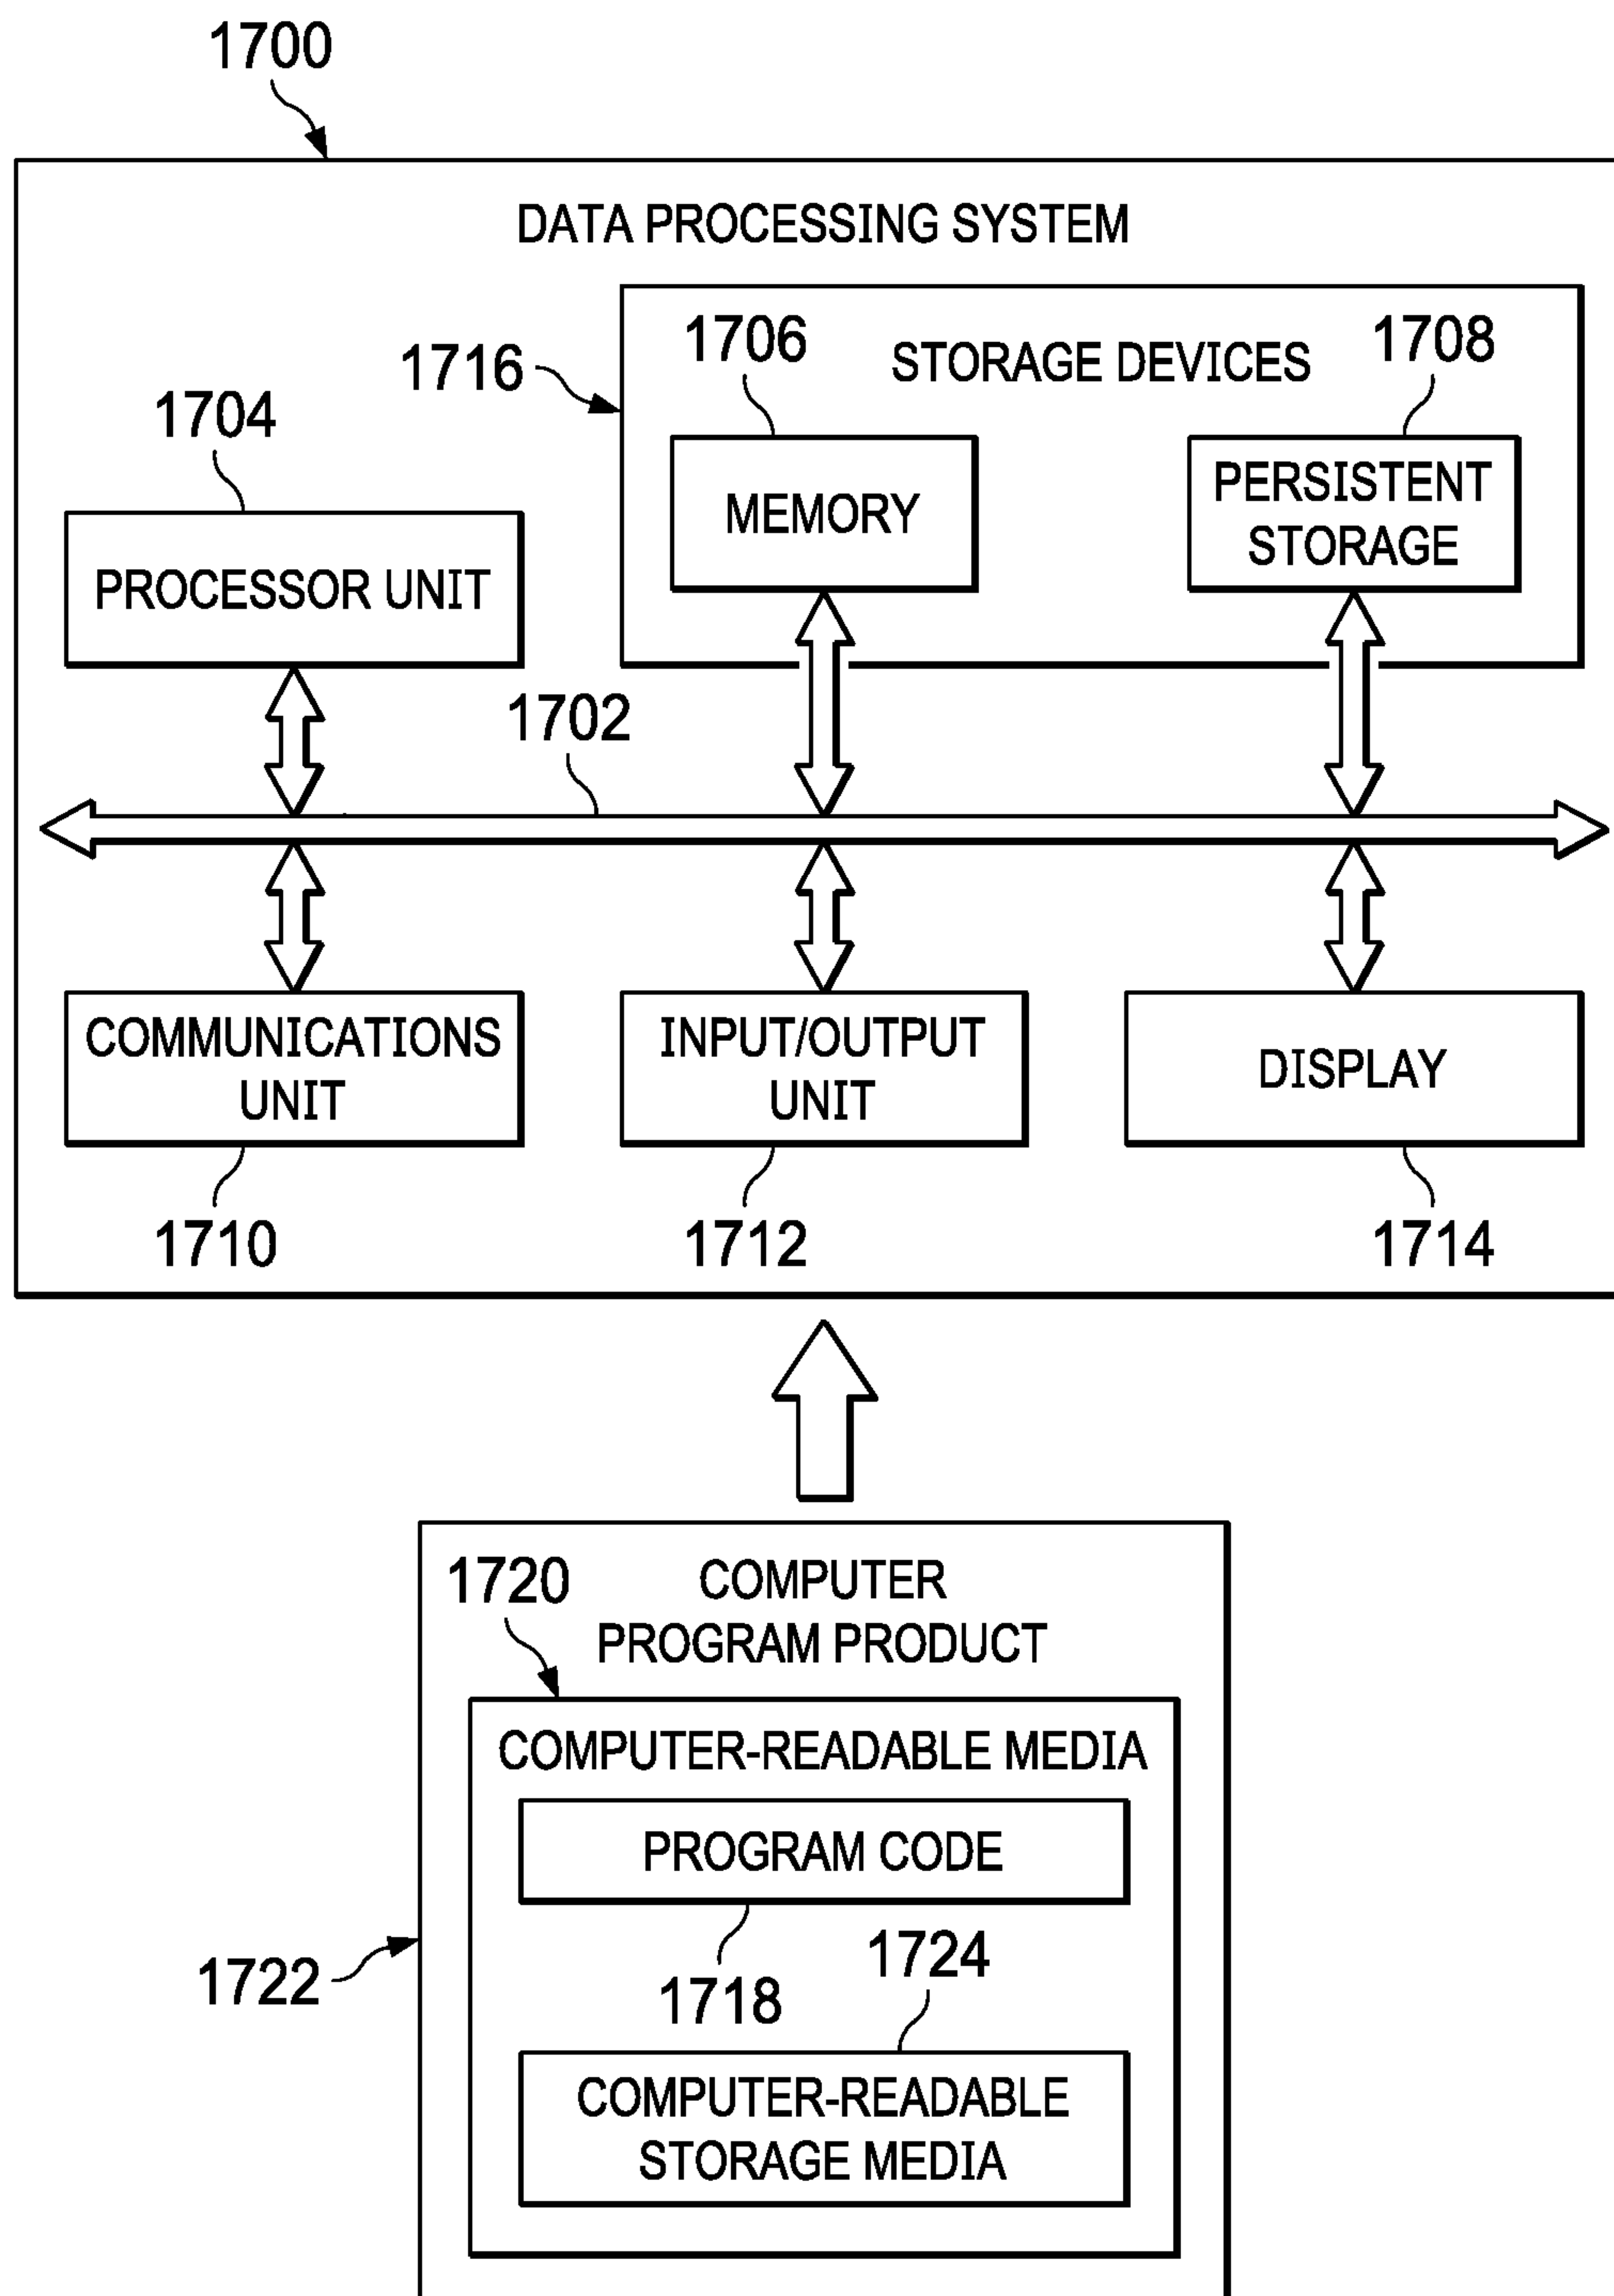 1700
DATA PROCESSING SYSTEM
1716
1706
STORAGE DEVICES
1708
1704
MEMORY
PERSISTENT
STORAGE
PROCESSOR UNIT
1702
COMMUNICATIONS
UNIT
INPUT/OUTPUT
UNIT
DISPLAY
1710
1712
1714
1720
COMPUTER
PROGRAM PRODUCT
COMPUTER-READABLE MEDIA
PROGRAM CODE
1722
1718
1724
COMPUTER-READABLE
STORAGE MEDIA